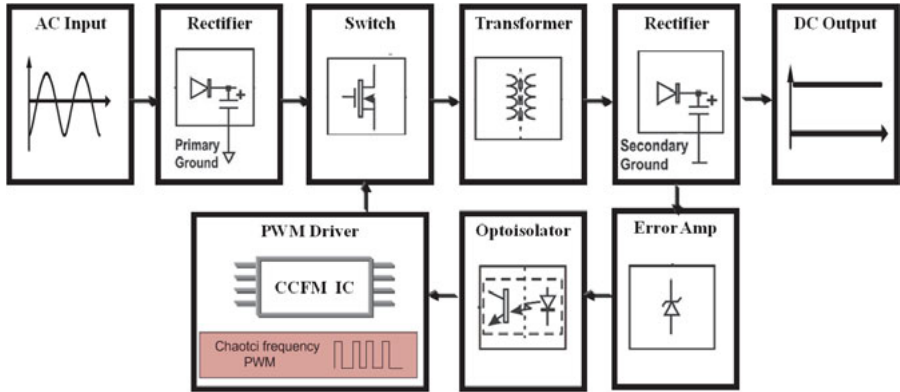 AC Input
Rectifier
Switch
Transformer
Rectifier
DC Output
Primary
Ground
Secondary
Ground
PWM Driver
Optoisolator
Error Amp
CCFM IC
Chaotci frequency
PWM